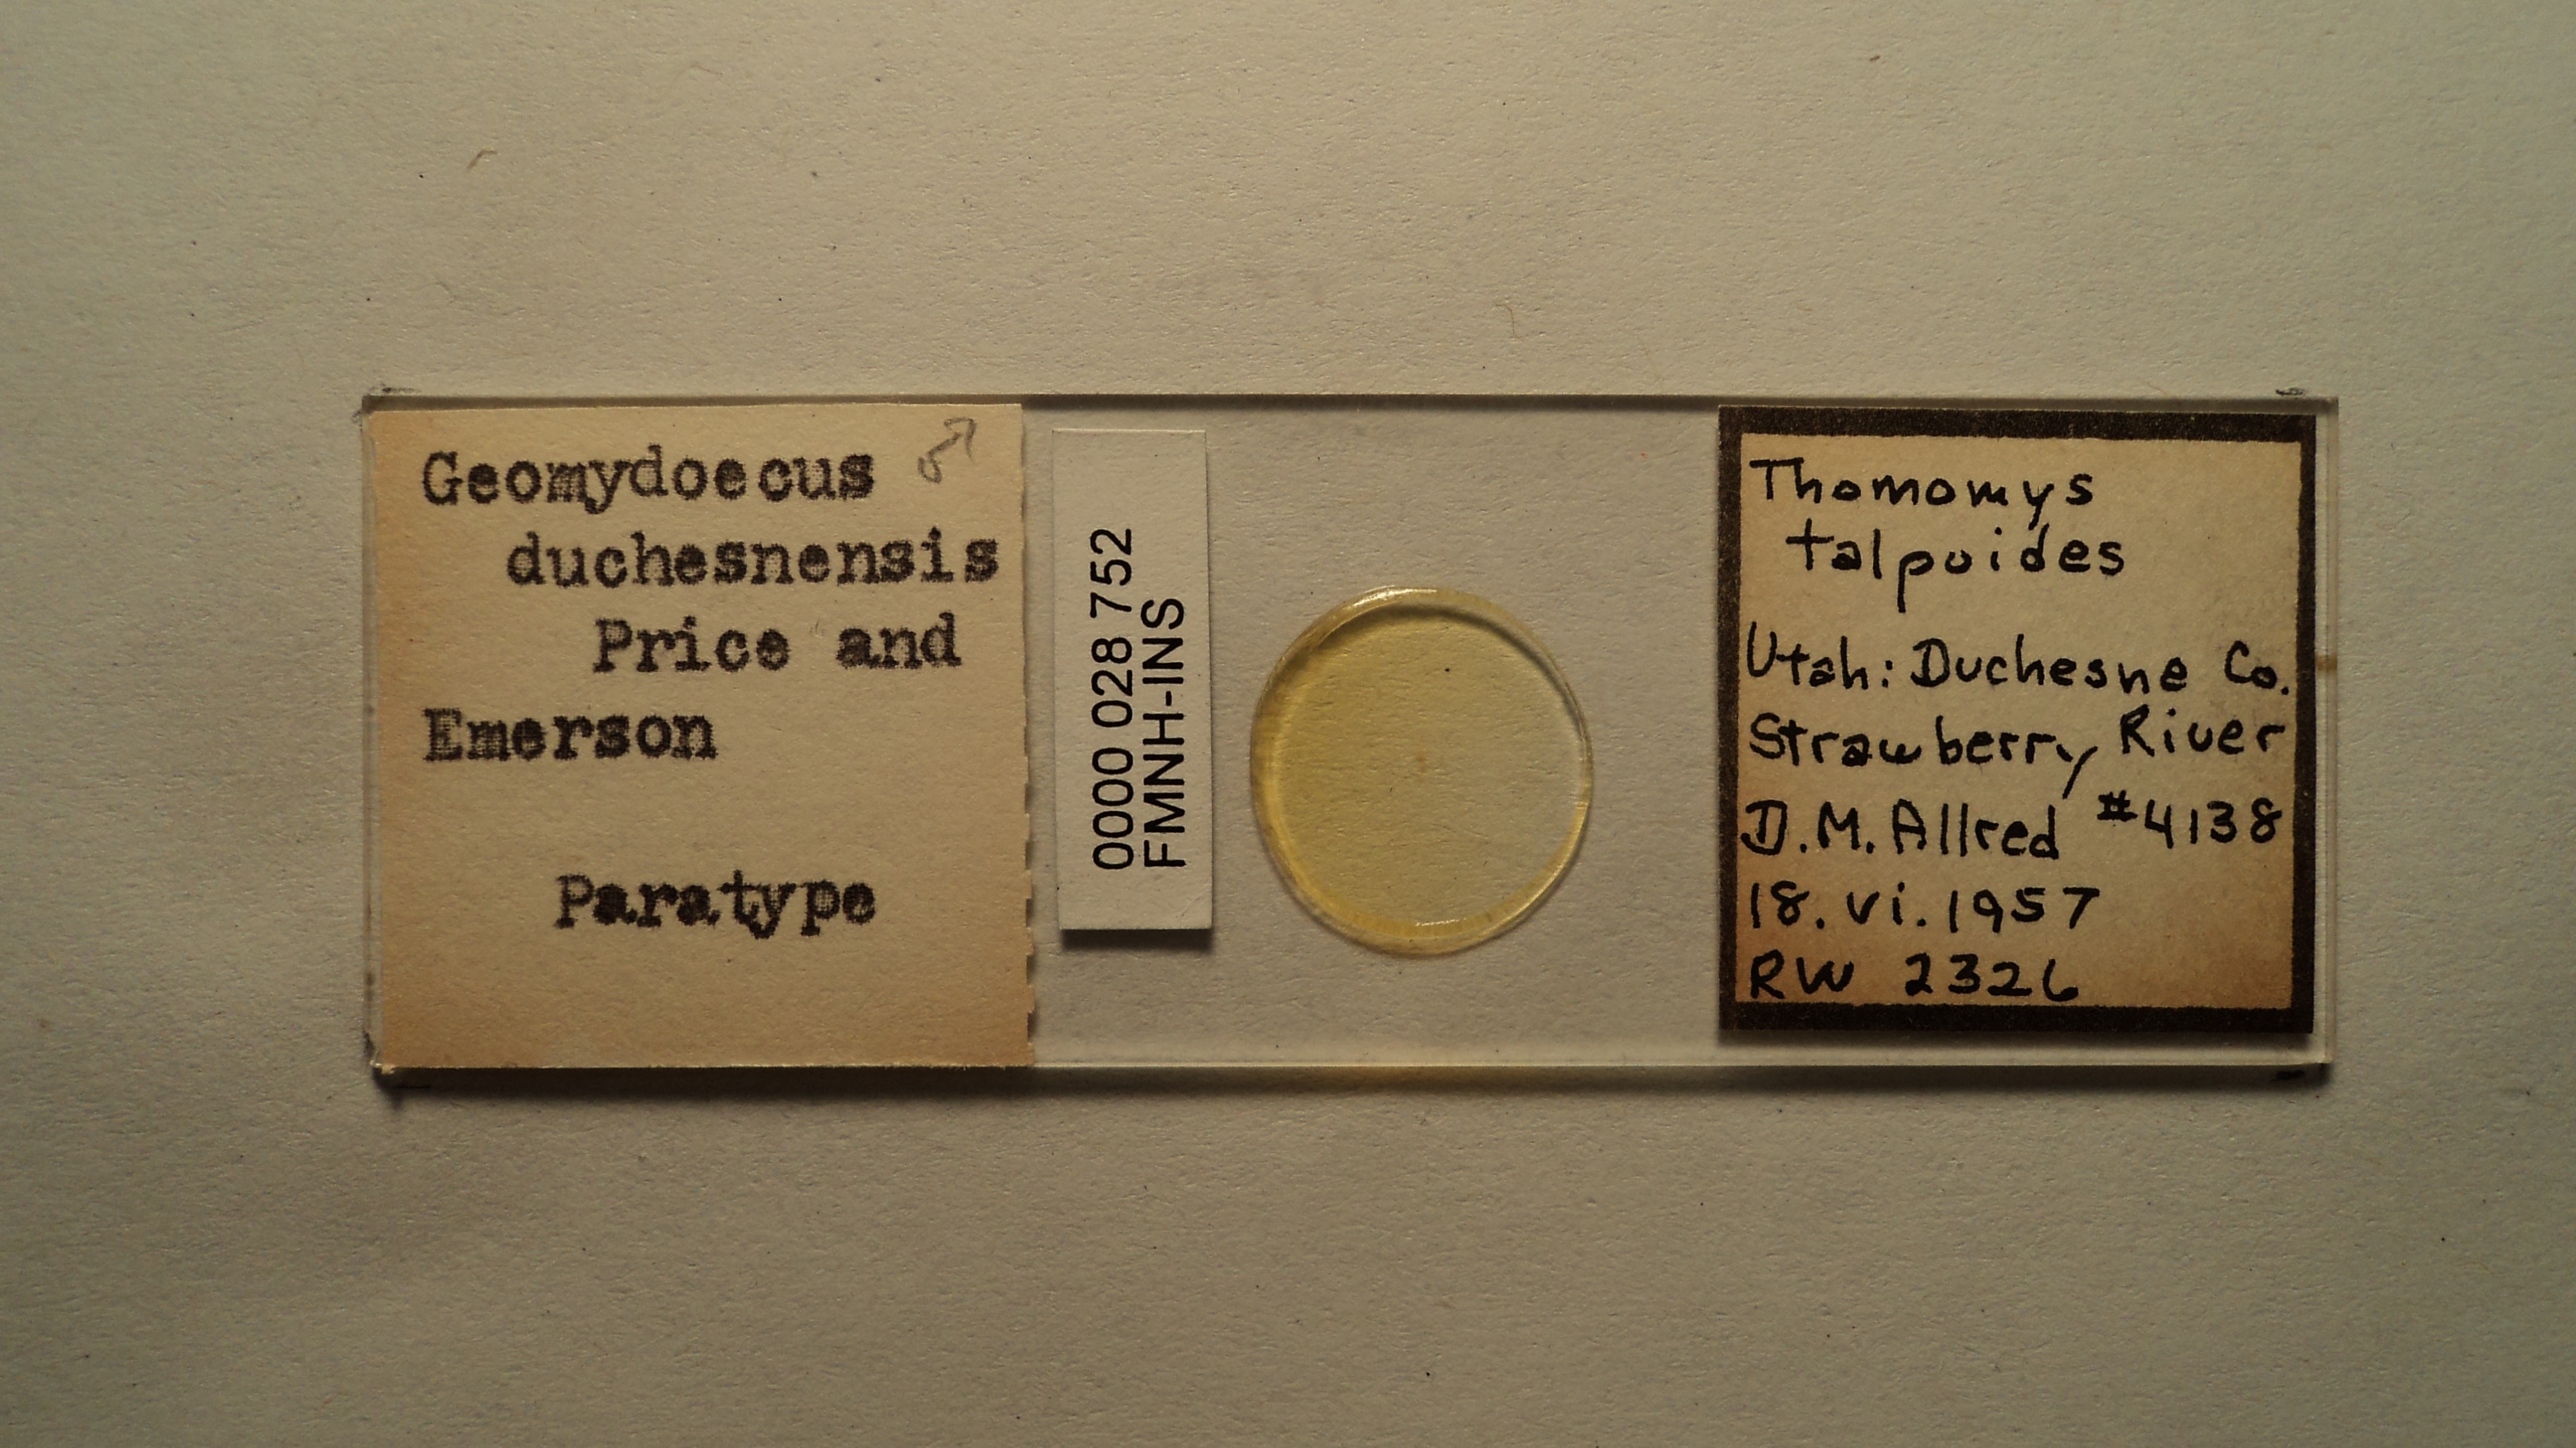 Geomydoecus ♂
duchesnensis
Price and
Emerson
Paratype
0000 028 752
FMNH-INS
Thomomys
talpoides
Utah: Duchesne Co.
Strawberry River
D.M. Allred #4138
18.vi.1957
RW 2326